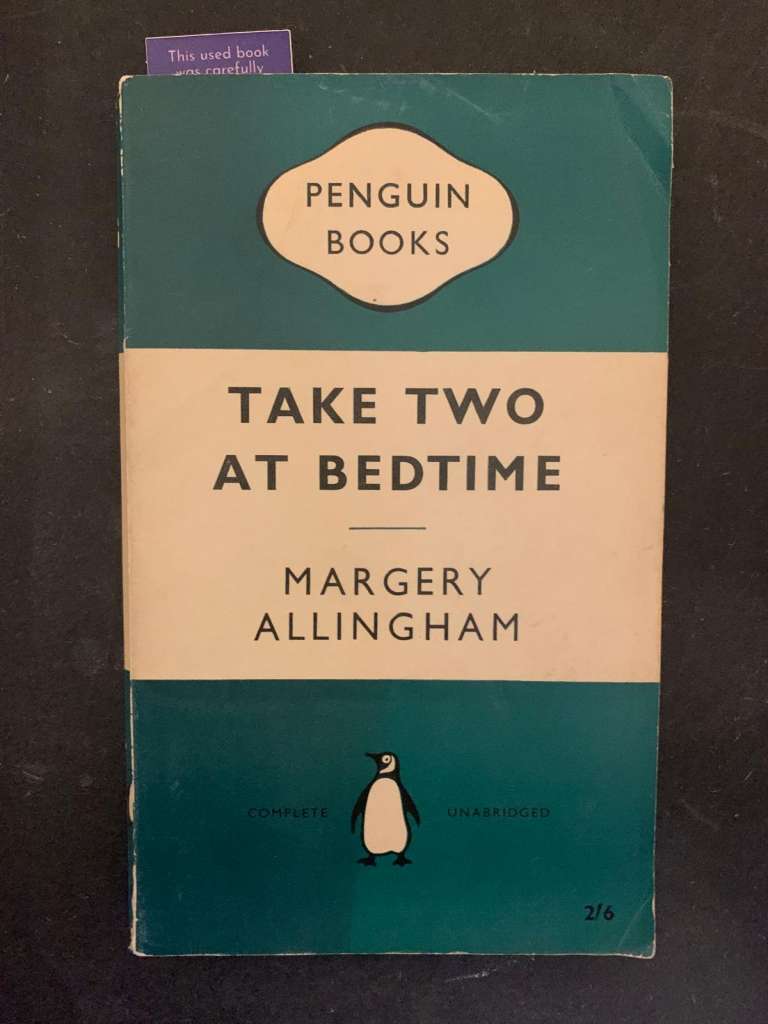 This used book
was carefully
PENGUIN
BOOKS
TAKE TWO
AT BEDTIME
MARGERY
ALLINGHAM
COMPLETE UNABRIDGED
2/6